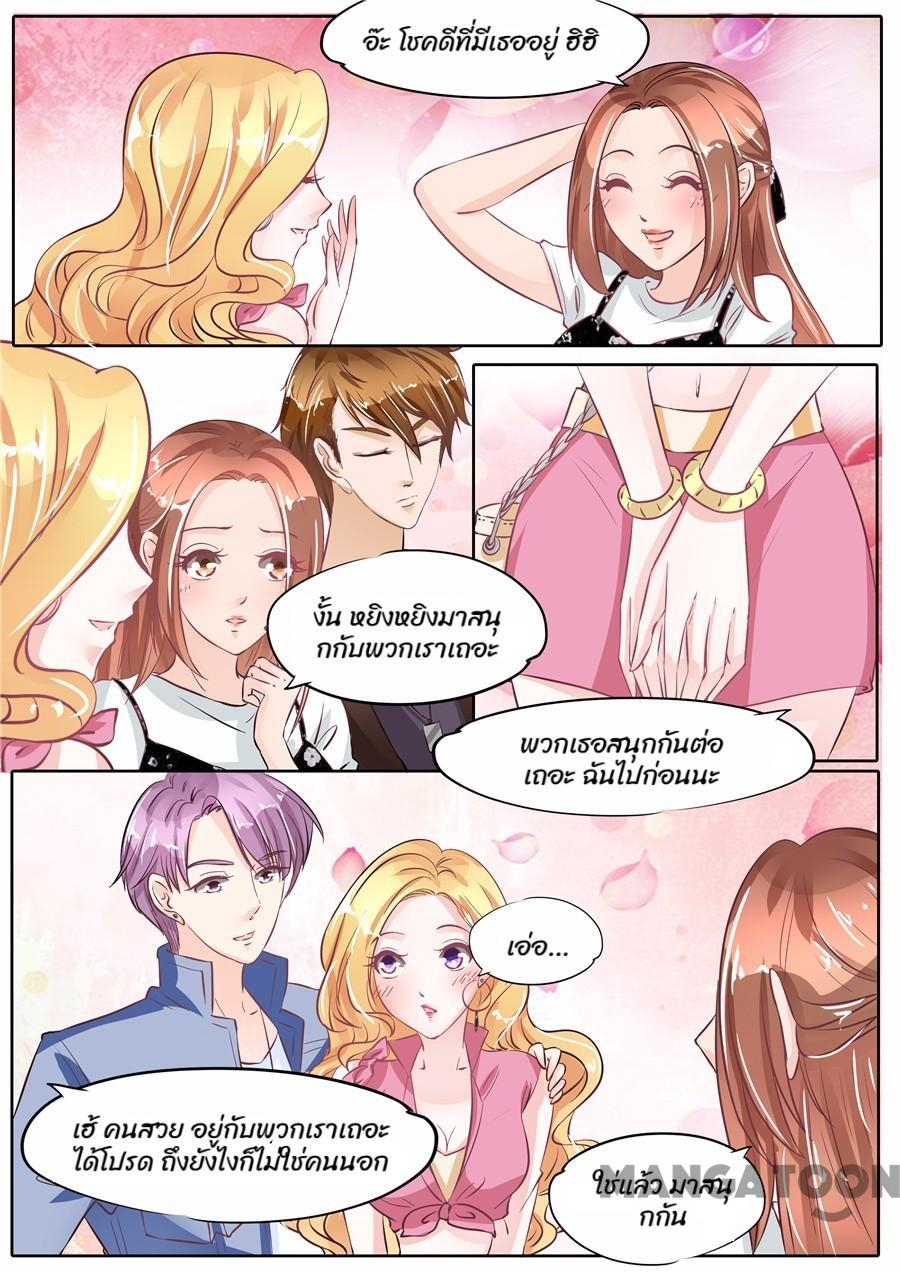 อ๊ะ โชคดีที่มีเธออยู่ ฮิฮิ
งั้น หยิงหยิงมาสนุ
กกับพวกเราเถอะ
พวกเธอสนุกกันต่อ
เถอะ ฉันไปก่อนนะ
เอ่อ...
เฮ้ คนสวย อยู่กับพวกเราเถอะ
ได้โปรด ถึงยังไงก็ไม่ใช่คนนอก
ใช่แล้ว มาสนุ
กกัน
MANGATOON